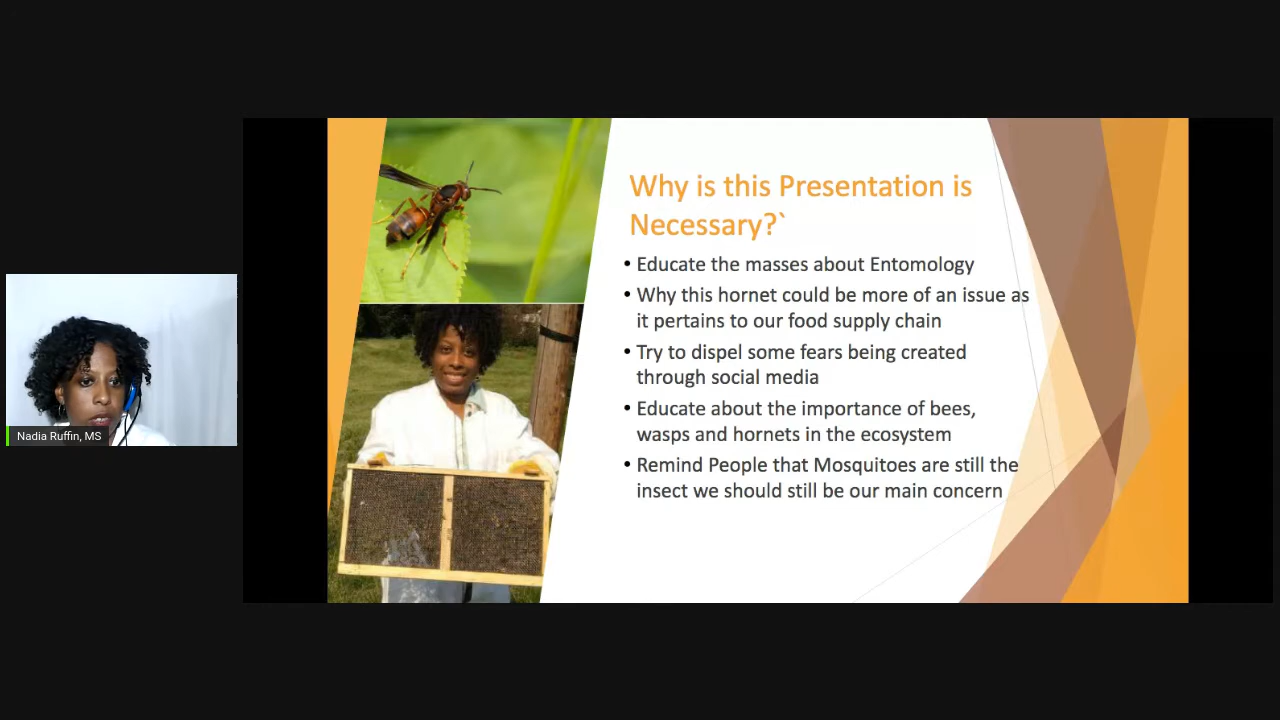 Why is this Presentation is
Necessary?`
• Educate the masses about Entomology
• Why this hornet could be more of an issue as
it pertains to our food supply chain
• Try to dispel some fears being created
through social media
• Educate about the importance of bees,
wasps and hornets in the ecosystem
• Remind People that Mosquitoes are still the
insect we should still be our main concern
Nadia Ruffin, MS